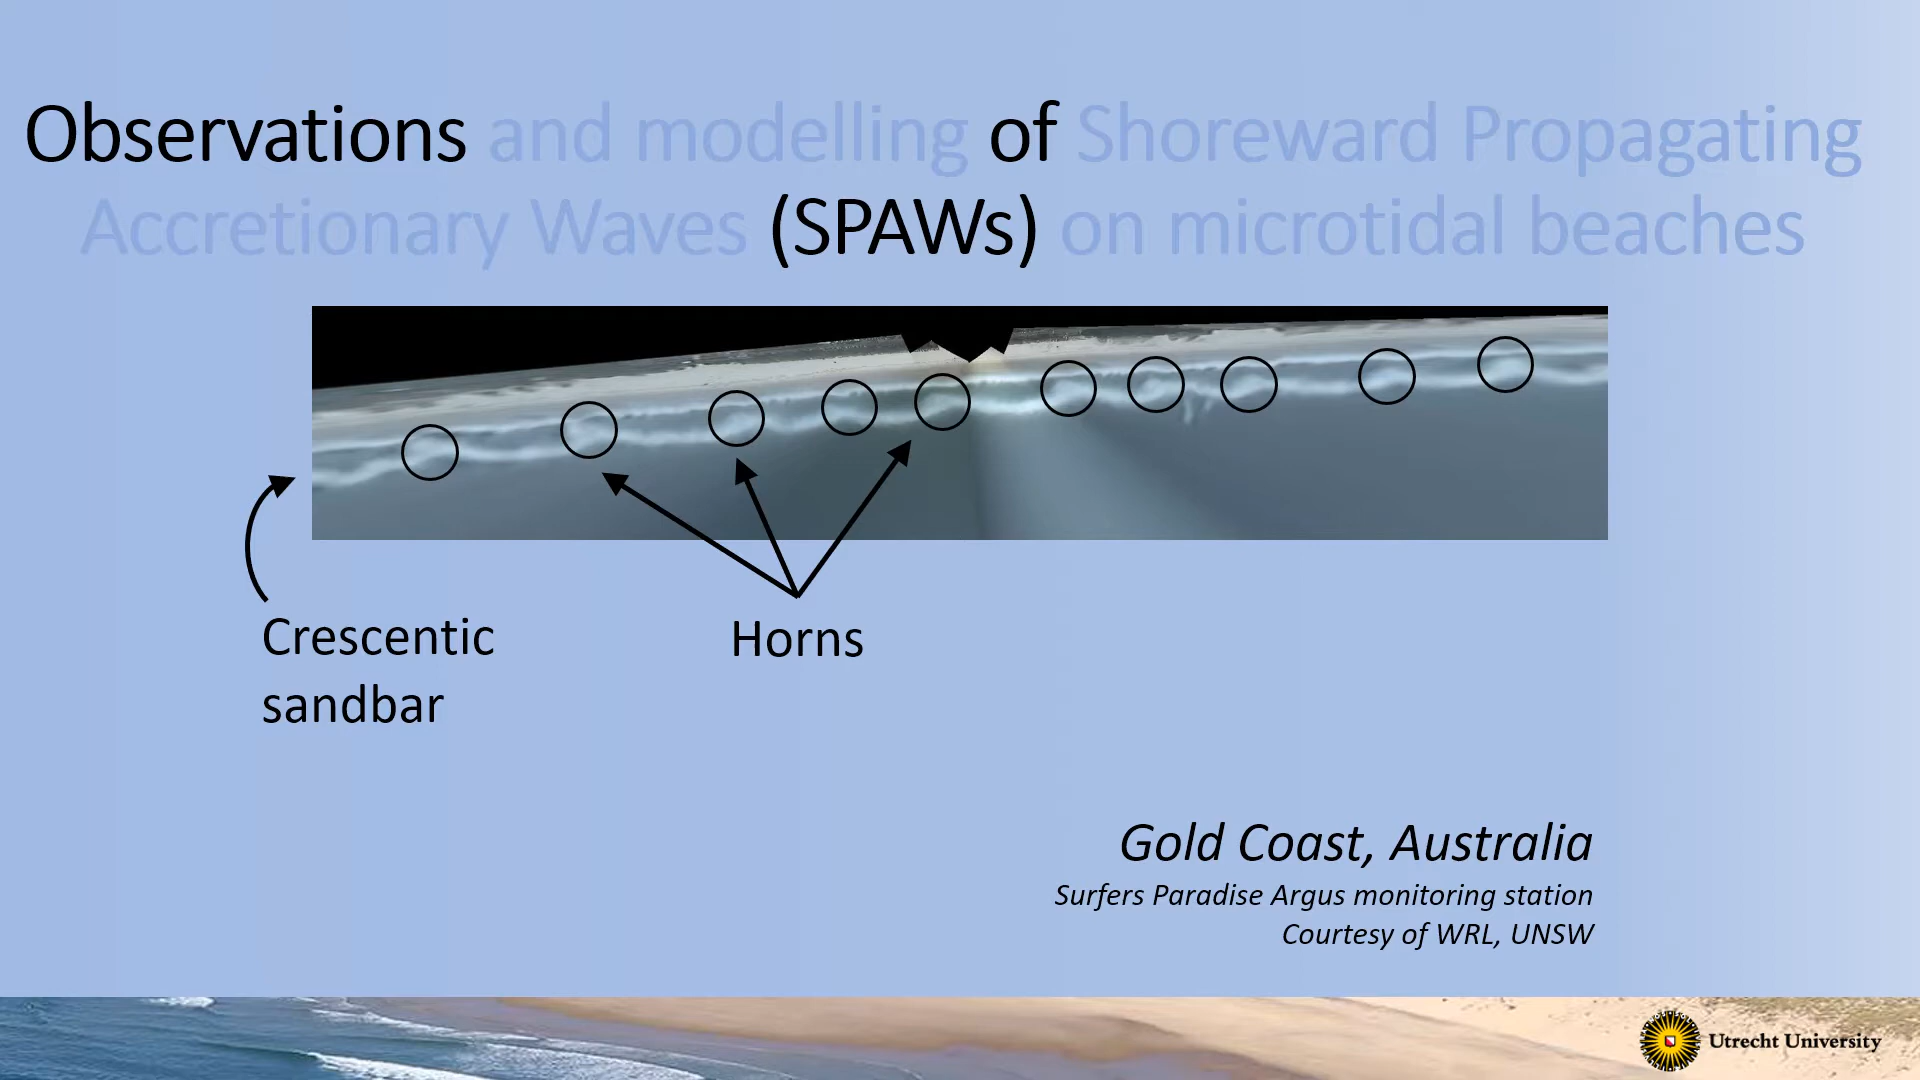 Observations and modelling of Shoreward Propagating
Accretionary Waves (SPAWs) on microtidal beaches
Crescentic
sandbar
Horns
Gold Coast, Australia
Surfers Paradise Argus monitoring station
Courtesy of WRL, UNSW
Utrecht University